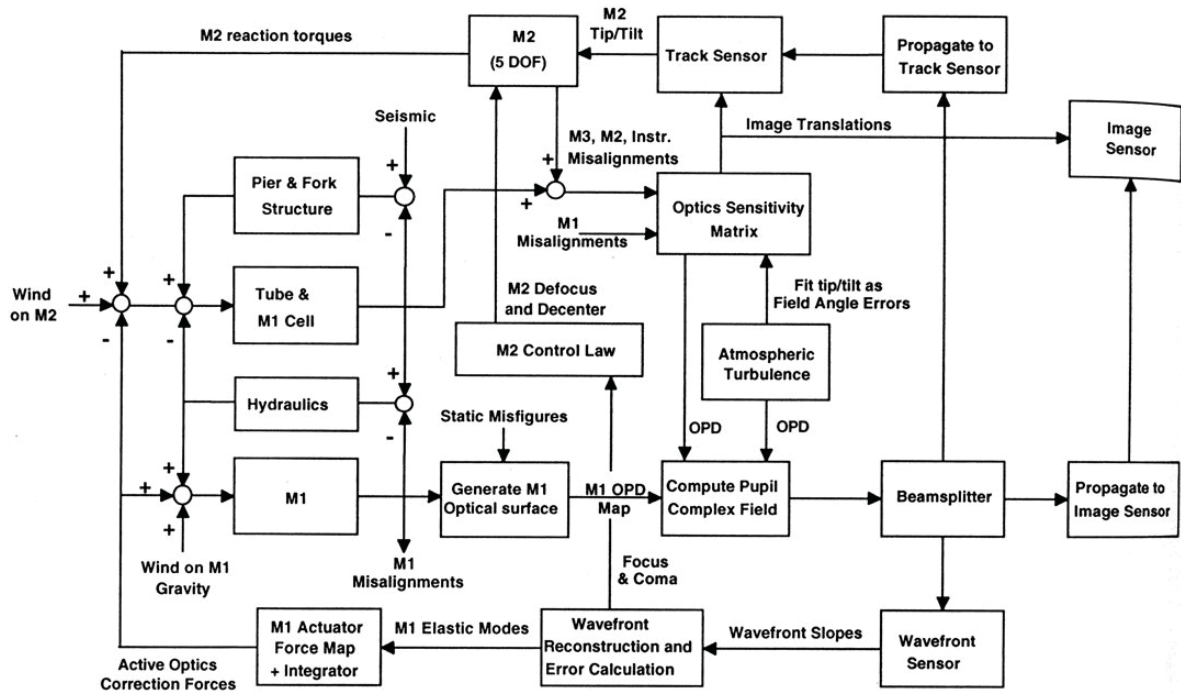 M2 reaction torques
M2
(5 DOF)
M2
Tip/Tilt
Track Sensor
Propagate to
Track Sensor
Seismic
M3, M2, Instr.
Misalignments
Image Translations
Image
Sensor
Pier & Fork
Structure
Optics Sensitivity
Matrix
M1
Misalignments
Wind
on M2
Tube &
M1 Cell
M2 Defocus
and Decenter
Fit tip/tilt as
Field Angle Errors
M2 Control Law
Atmospheric
Turbulence
Hydraulics
Static Misfigures
OPD
OPD
M1
Generate M1
Optical surface
M1 OPD
Map
Compute Pupil
Complex Field
Beamsplitter
Propagate to
Image Sensor
Wind on M1
Gravity
M1
Misalignments
Focus
& Coma
M1 Actuator
Force Map
+ Integrator
M1 Elastic Modes
Wavefront
Reconstruction and
Error Calculation
Wavefront Slopes
Wavefront
Sensor
Active Optics
Correction Forces
+
+
-
+
+
-
+
-
+
-
+
+
+
+
+